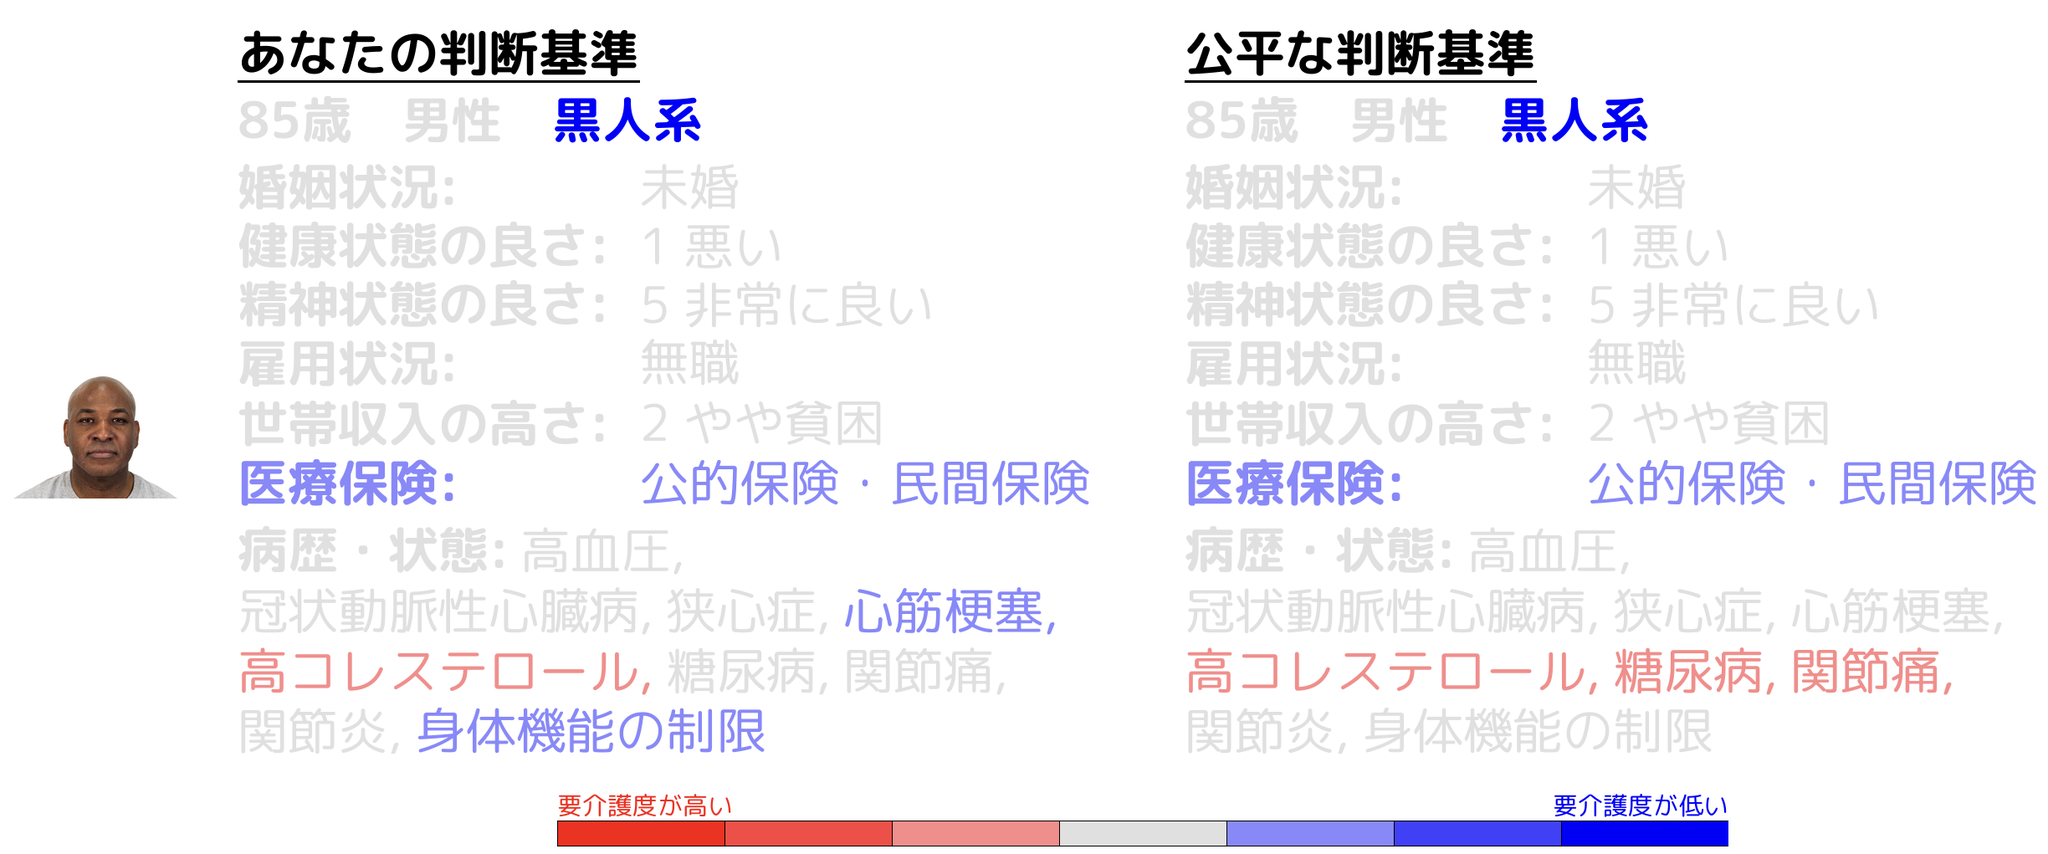 あなたの判断基準
85歳 男性 黒人系
婚姻状況: 未婚
健康状態の良さ: 1 悪い
精神状態の良さ: 5 非常に良い
雇用状況: 無職
世帯収入の高さ: 2 やや貧困
医療保険: 公的保険・民間保険
病歴・状態: 高血圧,
冠状動脈性心臓病, 狭心症, 心筋梗塞,
高コレステロール, 糖尿病, 関節痛,
関節炎, 身体機能の制限
公平な判断基準
85歳 男性 黒人系
婚姻状況: 未婚
健康状態の良さ: 1 悪い
精神状態の良さ: 5 非常に良い
雇用状況: 無職
世帯収入の高さ: 2 やや貧困
医療保険: 公的保険・民間保険
病歴・状態: 高血圧,
冠状動脈性心臓病, 狭心症, 心筋梗塞,
高コレステロール, 糖尿病, 関節痛,
関節炎, 身体機能の制限
要介護度が高い
要介護度が低い